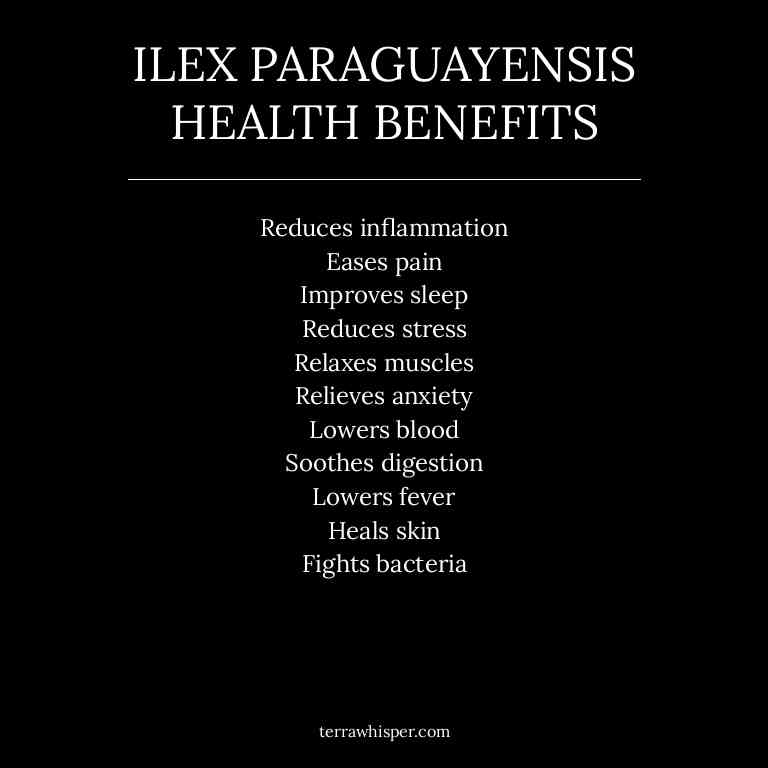 ILEX PARAGUAYENSIS
HEALTH BENEFITS
Reduces inflammation
Eases pain
Improves sleep
Reduces stress
Relaxes muscles
Relieves anxiety
Lowers blood
Soothes digestion
Lowers fever
Heals skin
Fights bacteria
terrawhisper.com